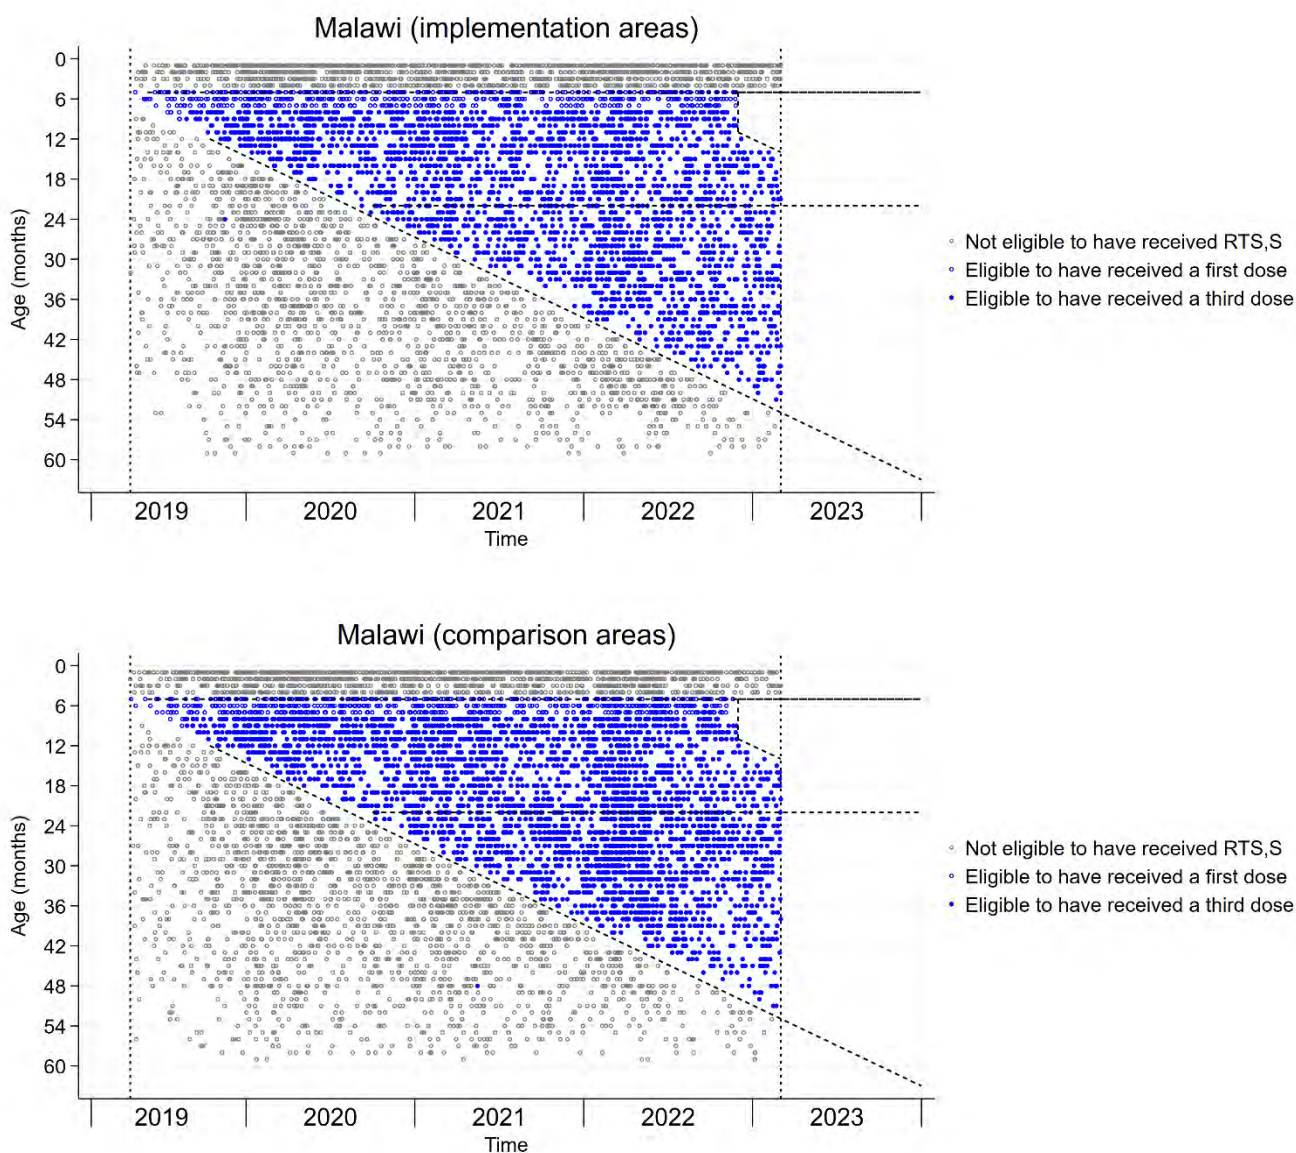 Malawi (implementation areas)
Age (months)
0
6
12
18
24
30
36
42
48
54
60
2019 2020 2021 2022 2023
Time
Not eligible to have received RTS,S
Eligible to have received a first dose
Eligible to have received a third dose
Malawi (comparison areas)
Age (months)
0
6
12
18
24
30
36
42
48
54
60
2019 2020 2021 2022 2023
Time
Not eligible to have received RTS,S
Eligible to have received a first dose
Eligible to have received a third dose